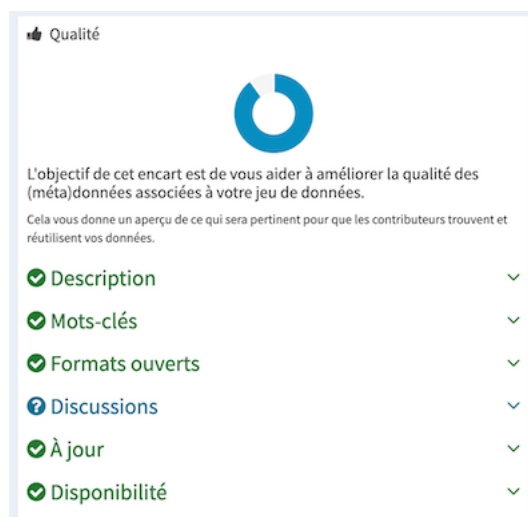 Qualité
L'objectif de cet encart est de vous aider à améliorer la qualité des
(méta)données associées à votre jeu de données.
Cela vous donne un aperçu de ce qui sera pertinent pour que les contributeurs trouvent et
réutilisent vos données.
Description
Mots-clés
Formats ouverts
Discussions
À jour
Disponibilité